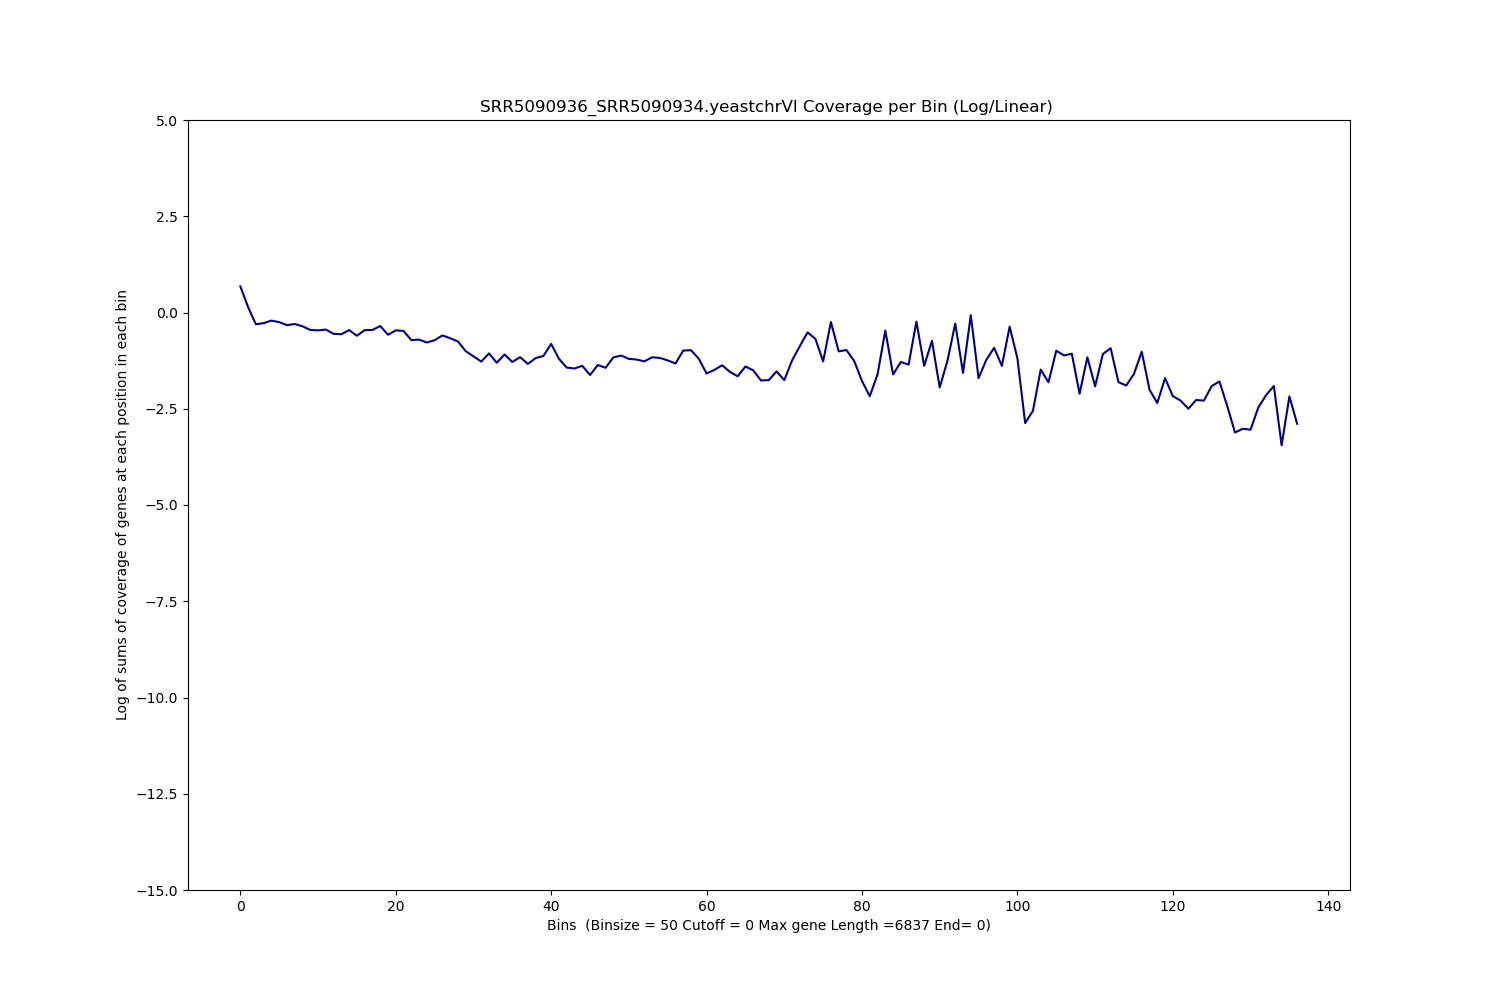 SRR5090936_SRR5090934.yeastchrVI Coverage per Bin (Log/Linear)
Log of sums of coverage of genes at each position in each bin
5.0
2.5
0.0
−2.5
−5.0
−7.5
−10.0
−12.5
−15.0
0 20 40 60 80 100 120 140
Bins  (Binsize = 50 Cutoff = 0 Max gene Length =6837 End= 0)